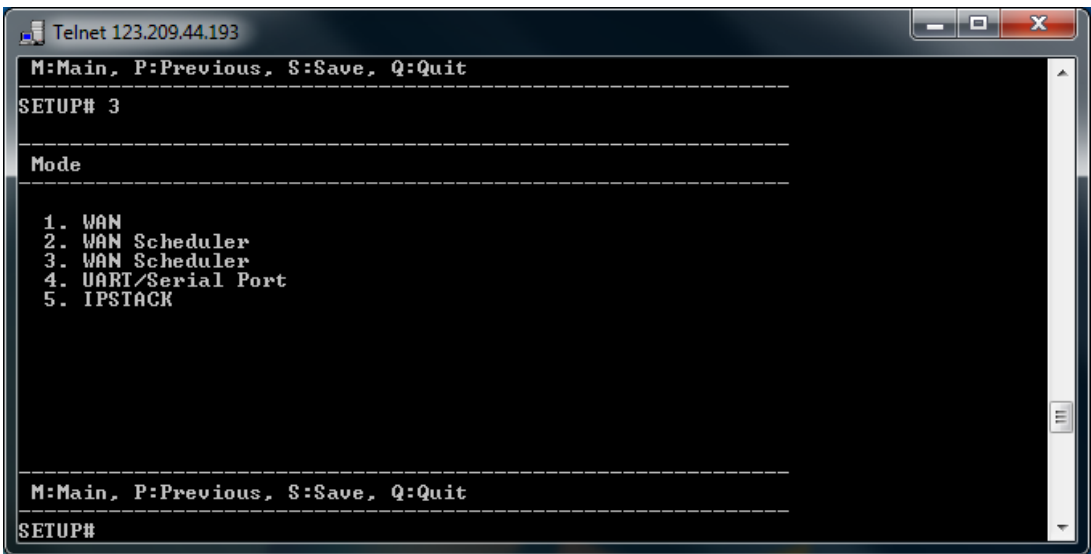 Telnet 123.209.44.193
M:Main, P:Previous, S:Save, Q:Quit
SETUP# 3
Mode
1. WAN
2. WAN Scheduler
3. WAN Scheduler
4. UART/Serial Port
5. IPSTACK
M:Main, P:Previous, S:Save, Q:Quit
SETUP#